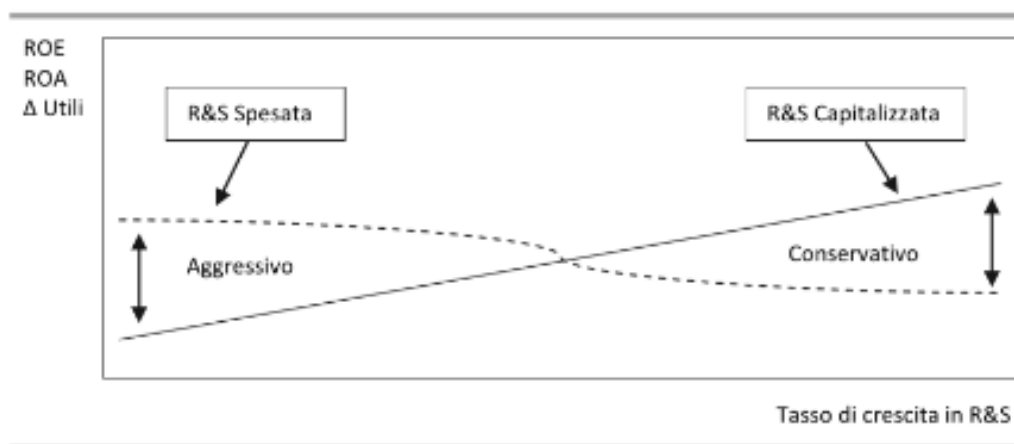 ROE
ROA
Δ Utili
R&S Spesata
R&S Capitalizzata
Aggressivo
Conservativo
Tasso di crescita in R&S